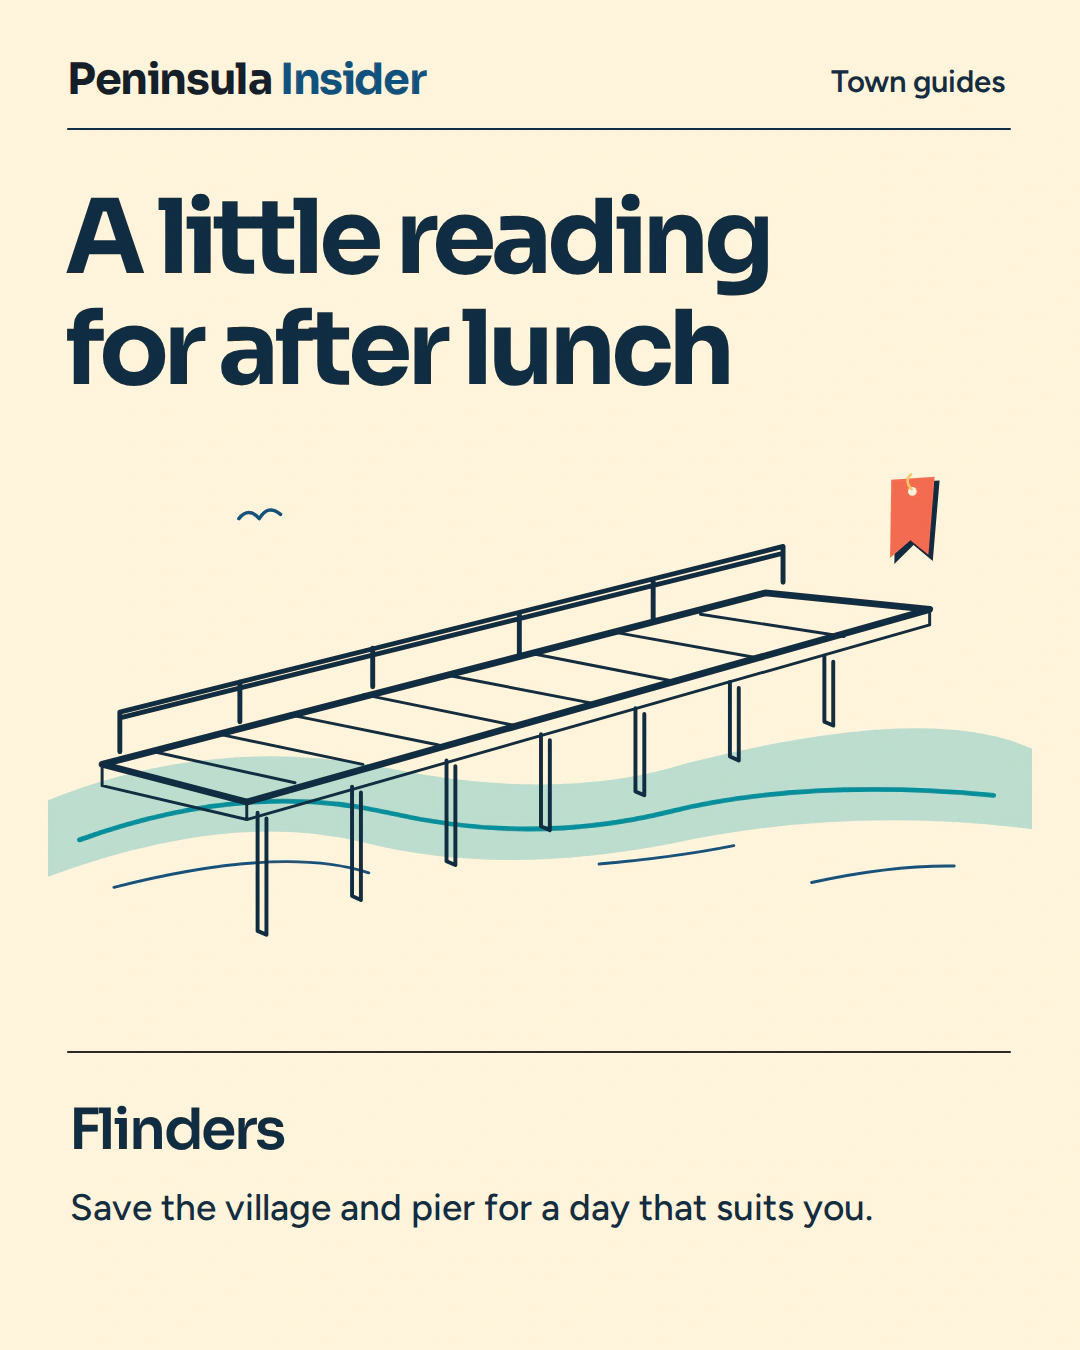 Peninsula Insider
Town guides
A little reading
for after lunch
Flinders
Save the village and pier for a day that suits you.